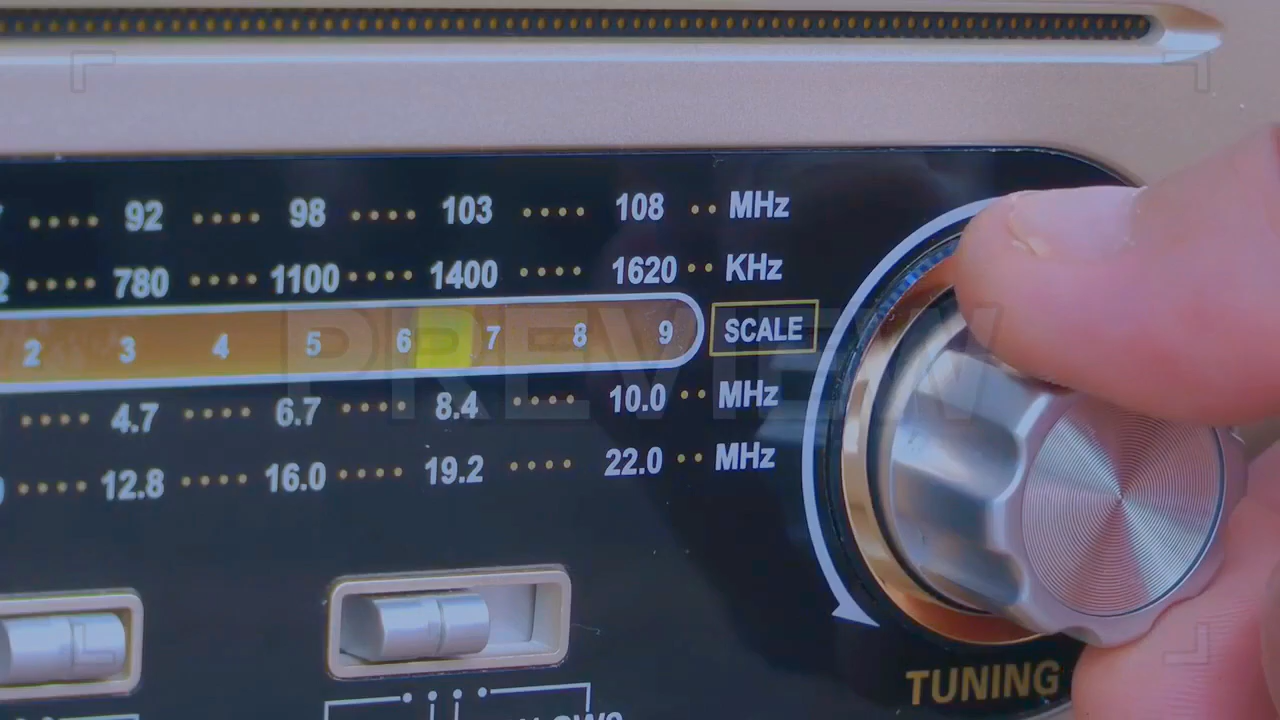 92 98 103 108 MHz
780 1100 1400 1620 KHz
2 3 4 5 6 7 8 9 SCALE
4.7 6.7 8.4 10.0 MHz
12.8 16.0 19.2 22.0 MHz
TUNING
PREVIEW